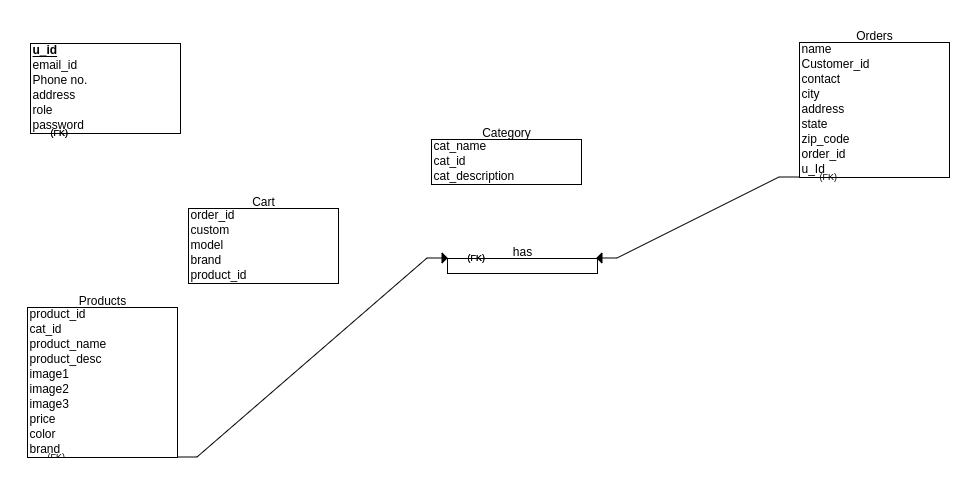 u_id
email_id
Phone no.
address
role
password
(FK)
Orders
name
Customer_id
contact
city
address
state
zip_code
order_id
u_Id
(FK)
Category
cat_name
cat_id
cat_description
Cart
order_id
custom
model
brand
product_id
has
(FK)
Products
product_id
cat_id
product_name
product_desc
image1
image2
image3
price
color
brand
(FK)